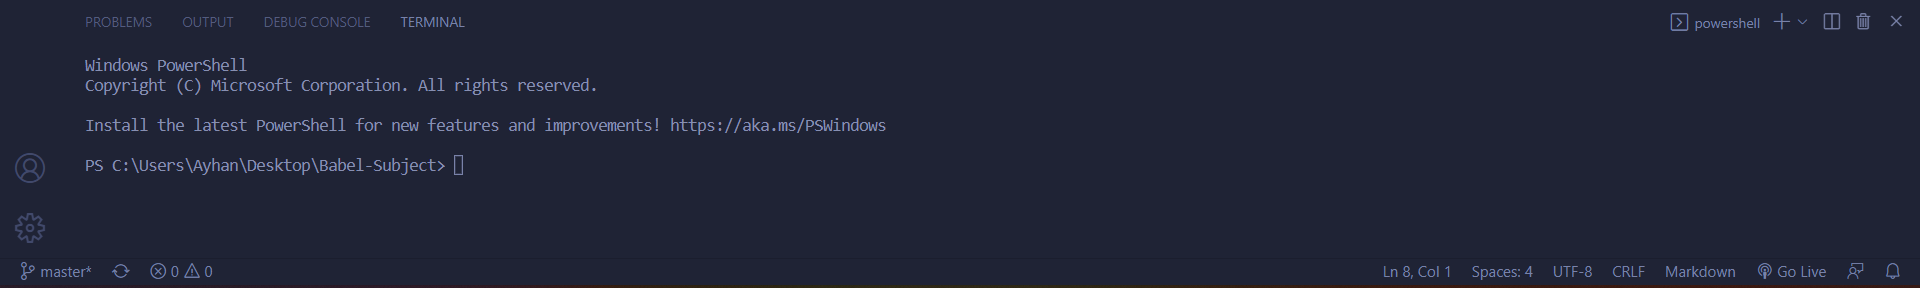 PROBLEMS OUTPUT DEBUG CONSOLE TERMINAL powershell
Windows PowerShell
Copyright (C) Microsoft Corporation. All rights reserved.
Install the latest PowerShell for new features and improvements! https://aka.ms/PSWindows
PS C:\Users\Ayhan\Desktop\Babel-Subject>
master* 0 0 Ln 8, Col 1 Spaces: 4 UTF-8 CRLF Markdown Go Live